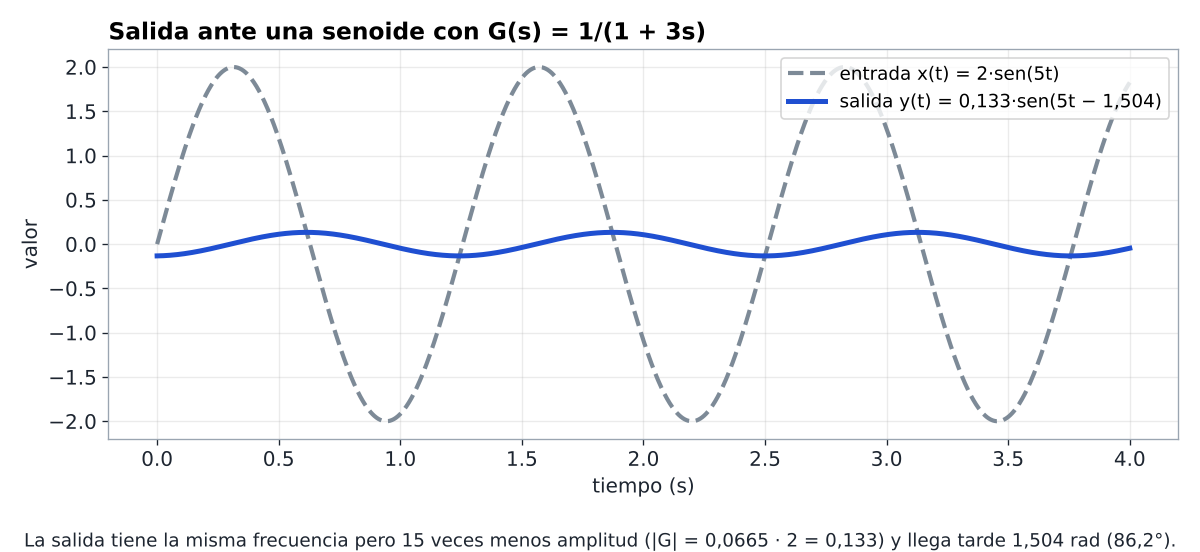 Salida ante una senoide con G(s) = 1/(1 + 3s)
entrada x(t) = 2·sen(5t)
salida y(t) = 0,133·sen(5t − 1,504)
valor
2.0
1.5
1.0
0.5
0.0
−0.5
−1.0
−1.5
−2.0
0.0 0.5 1.0 1.5 2.0 2.5 3.0 3.5 4.0
tiempo (s)
La salida tiene la misma frecuencia pero 15 veces menos amplitud (|G| = 0,0665 · 2 = 0,133) y llega tarde 1,504 rad (86,2°).